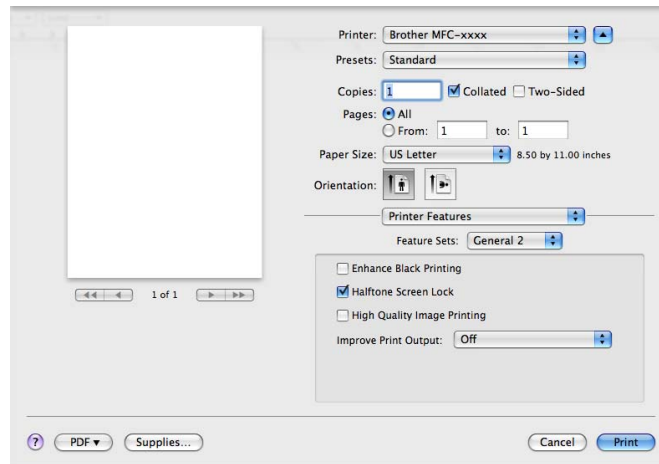 Printer: Brother MFC-xxxx
Presets: Standard
Copies: 1 Collated Two-Sided
Pages: All
From: 1 to: 1
Paper Size: US Letter 8.50 by 11.00 inches
Orientation:
Printer Features
Feature Sets: General 2
Enhance Black Printing
Halftone Screen Lock
High Quality Image Printing
Improve Print Output: Off
1 of 1
? PDF▼ Supplies... Cancel Print